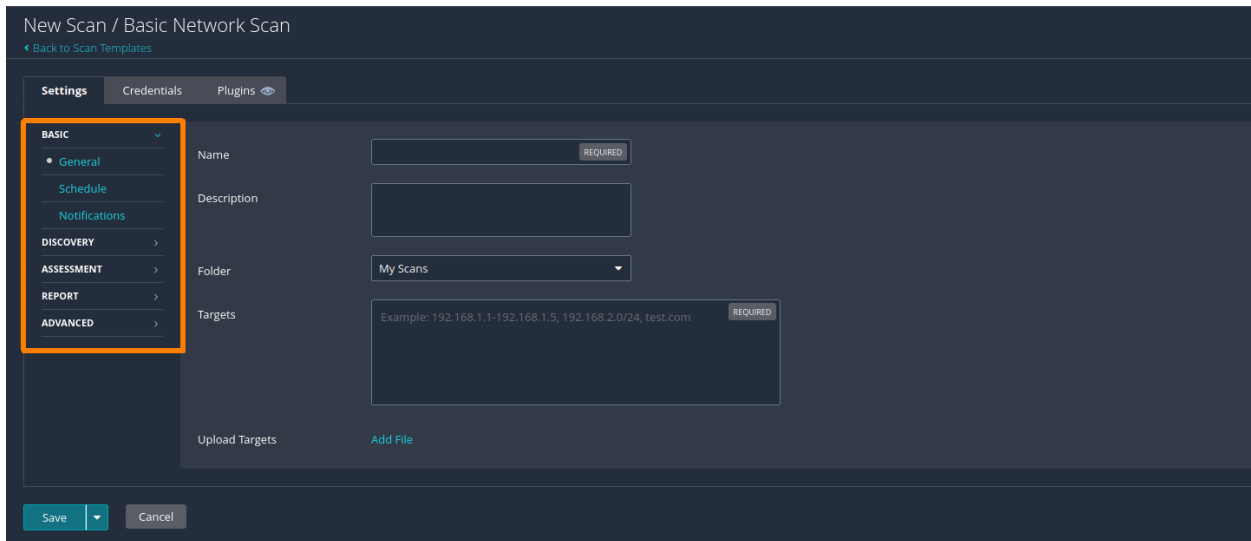 New Scan / Basic Network Scan
Back to Scan Templates
Settings Credentials Plugins
BASIC
General
Schedule
Notifications
DISCOVERY
ASSESSMENT
REPORT
ADVANCED
Name
REQUIRED
Description
Folder
My Scans
Targets
Example: 192.168.1.1-192.168.1.5, 192.168.2.0/24, test.com
REQUIRED
Upload Targets
Add File
Save
Cancel